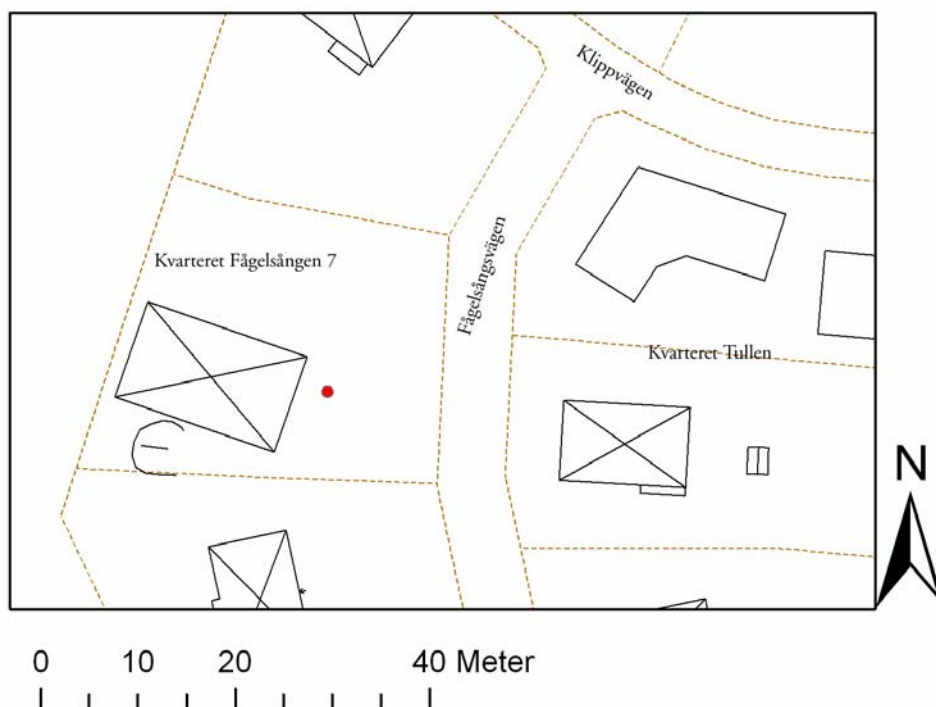 Klippvägen
Fågelsångsvägen
Kvarteret Fågelsången 7
Kvarteret Tullen
N
0 10 20 40 Meter